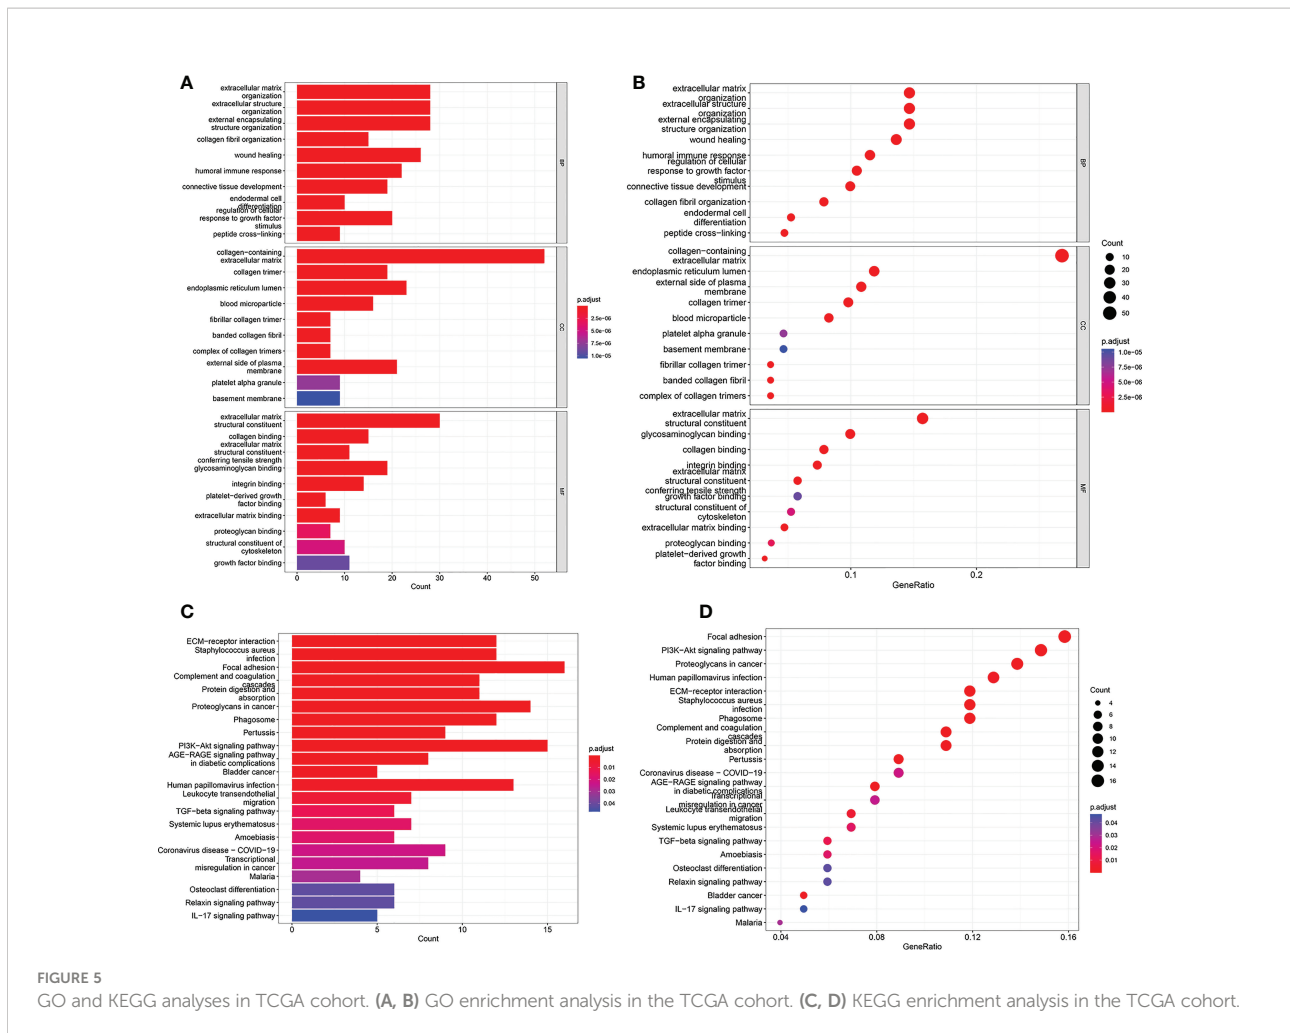 A
extracellular matrix
organization
extracellular structure
organization
external encapsulating
structure organization
collagen fibril organization
wound healing
humoral immune response
connective tissue development
endodermal cell
differentiation
regulation of cellular
response to growth factor
stimulus
peptide cross−linking
BP
collagen−containing
extracellular matrix
collagen trimer
endoplasmic reticulum lumen
blood microparticle
fibrillar collagen trimer
banded collagen fibril
complex of collagen trimers
external side of plasma
membrane
platelet alpha granule
basement membrane
CC
extracellular matrix
structural constituent
collagen binding
extracellular matrix
structural constituent
conferring tensile strength
glycosaminoglycan binding
integrin binding
platelet−derived growth
factor binding
extracellular matrix binding
proteoglycan binding
structural constituent of
cytoskeleton
growth factor binding
MF
0 10 20 30 40 50
Count
p.adjust
2.5e−06
5.0e−06
7.5e−06
1.0e−05
B
extracellular matrix
organization
extracellular structure
organization
external encapsulating
structure organization
wound healing
humoral immune response
regulation of cellular
response to growth factor
stimulus
connective tissue development
collagen fibril organization
endodermal cell
differentiation
peptide cross−linking
BP
collagen−containing
extracellular matrix
endoplasmic reticulum lumen
external side of plasma
membrane
collagen trimer
blood microparticle
platelet alpha granule
basement membrane
fibrillar collagen trimer
banded collagen fibril
complex of collagen trimers
CC
extracellular matrix
structural constituent
glycosaminoglycan binding
collagen binding
integrin binding
extracellular matrix
structural constituent
conferring tensile strength
growth factor binding
structural constituent of
cytoskeleton
extracellular matrix binding
proteoglycan binding
platelet−derived growth
factor binding
MF
0.1 0.2
GeneRatio
Count
10
20
30
40
50
p.adjust
1.0e−05
7.5e−06
5.0e−06
2.5e−06
C
ECM−receptor interaction
Staphylococcus aureus
infection
Focal adhesion
Complement and coagulation
cascades
Protein digestion and
absorption
Proteoglycans in cancer
Phagosome
Pertussis
PI3K−Akt signaling pathway
AGE−RAGE signaling pathway
in diabetic complications
Bladder cancer
Human papillomavirus infection
Leukocyte transendothelial
migration
TGF−beta signaling pathway
Systemic lupus erythematosus
Amoebiasis
Coronavirus disease − COVID−19
Transcriptional
misregulation in cancer
Malaria
Osteoclast differentiation
Relaxin signaling pathway
IL−17 signaling pathway
0 5 10 15
Count
p.adjust
0.01
0.02
0.03
0.04
D
Focal adhesion
PI3K−Akt signaling pathway
Proteoglycans in cancer
Human papillomavirus infection
ECM−receptor interaction
Staphylococcus aureus
infection
Phagosome
Complement and coagulation
cascades
Protein digestion and
absorption
Pertussis
Coronavirus disease − COVID−19
AGE−RAGE signaling pathway
in diabetic complications
Transcriptional
misregulation in cancer
Leukocyte transendothelial
migration
Systemic lupus erythematosus
TGF−beta signaling pathway
Amoebiasis
Osteoclast differentiation
Relaxin signaling pathway
Bladder cancer
IL−17 signaling pathway
Malaria
0.04 0.08 0.12 0.16
GeneRatio
Count
4
6
8
10
12
14
16
p.adjust
0.04
0.03
0.02
0.01
FIGURE 5
GO and KEGG analyses in TCGA cohort. (A, B) GO enrichment analysis in the TCGA cohort. (C, D) KEGG enrichment analysis in the TCGA cohort.